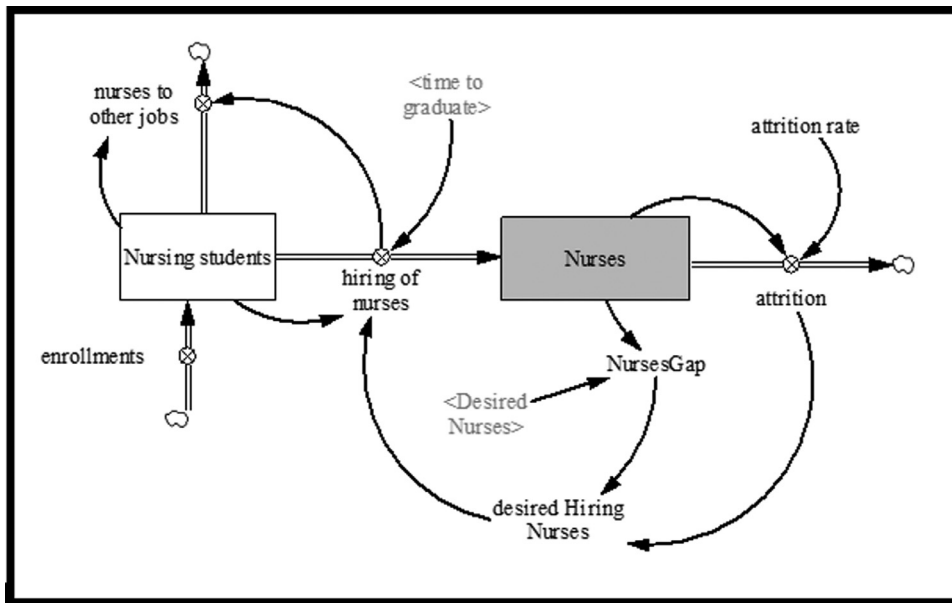 nurses to
other jobs
<time to
graduate>
attrition rate
Nursing students
hiring of
nurses
Nurses
attrition
enrollments
NursesGap
<Desired
Nurses>
desired Hiring
Nurses